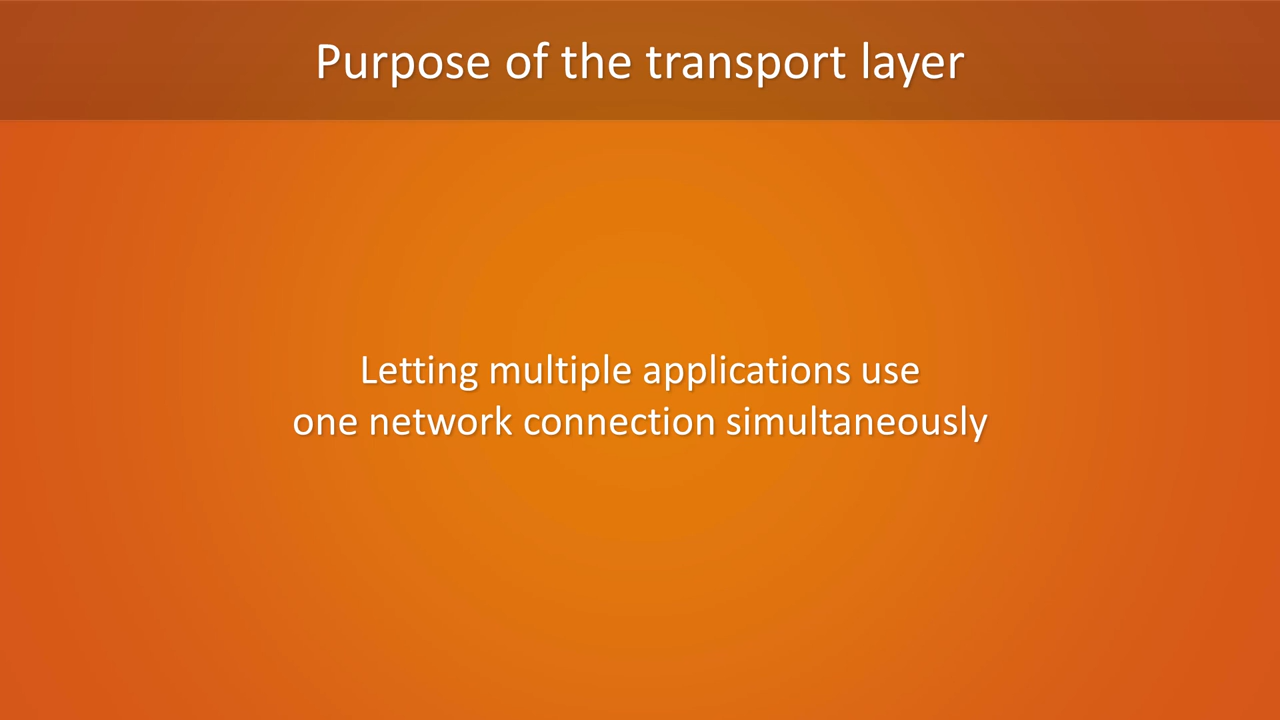 Purpose of the transport layer
Letting multiple applications use
one network connection simultaneously